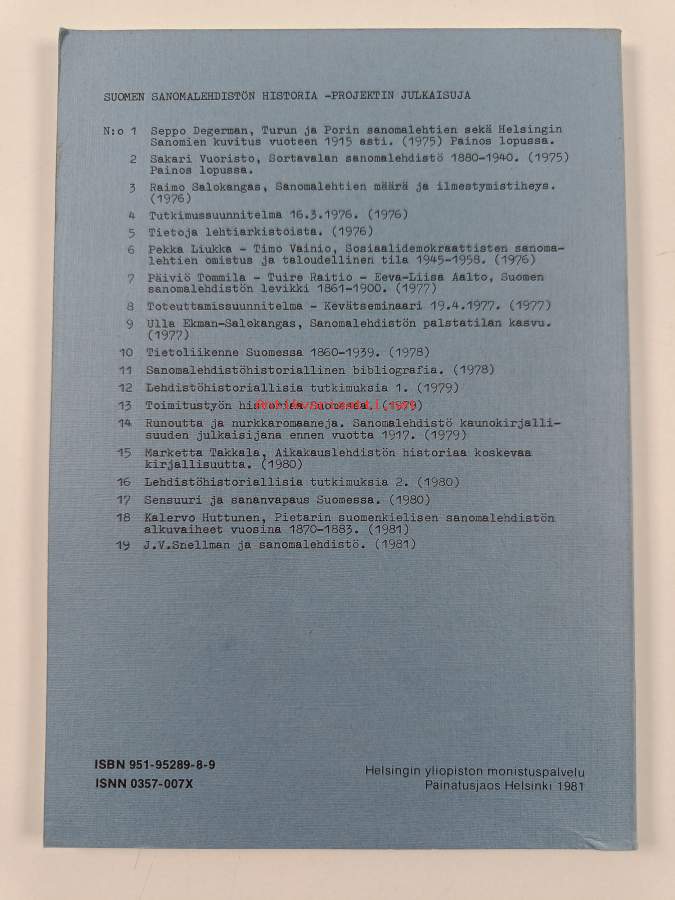 SUOMEN SANOMALEHDISTÖN HISTORIA -PROJEKTIN JULKAISUJA
N:o 1 Seppo Degerman, Turun ja Porin sanomalehtien sekä Helsingin
Sanomien kuvitus vuoteen 1915 asti. (1975) Painos lopussa.
2 Sakari Vuoristo, Sortavalan sanomalehdistö 1880-1940. (1975)
Painos lopussa.
3 Raimo Salokangas, Sanomalehtien määrä ja ilmestymistiheys.
(1976)
4 Tutkimussuunnitelma 16.3.1976. (1976)
5 Tietoja lehtiarkistoista. (1976)
6 Pekka Liukka - Timo Vainio, Sosiaalidemokraattisten sanoma-
lehtien omistus ja taloudellinen tila 1945-1958. (1976)
7 Päiviö Tommila - Tuire Raitio - Eeva-Liisa Aalto, Suomen
sanomalehdistön levikki 1861-1900. (1977)
8 Toteuttamissuunnitelma - Kevätseminaari 19.4.1977. (1977)
9 Ulla Ekman-Salokangas, Sanomalehdistön palstatilan kasvu.
(1977)
10 Tietoliikenne Suomessa 1860-1939. (1978)
11 Sanomalehdistöhistoriallinen bibliografia. (1978)
12 Lehdistöhistoriallisia tutkimuksia 1. (1979)
13 Toimitustyön historiaa Suomessa. (1979)
antikvariaatti.net
14 Runoutta ja nurkkaromaaneja. Sanomalehdistö kaunokirjalli-
suuden julkaisijana ennen vuotta 1917. (1979)
15 Marketta Takkala, Aikakauslehdistön historiaa koskevaa
kirjallisuutta. (1980)
16 Lehdistöhistoriallisia tutkimuksia 2. (1980)
17 Sensuuri ja sananvapaus Suomessa. (1980)
18 Kalervo Huttunen, Pietarin suomenkielisen sanomalehdistön
alkuvaiheet vuosina 1870-1883. (1981)
19 J.V.Snellman ja sanomalehdistö. (1981)
ISBN 951-95289-8-9
ISNN 0357-007X
Helsingin yliopiston monistuspalvelu
Painatusjaos Helsinki 1981